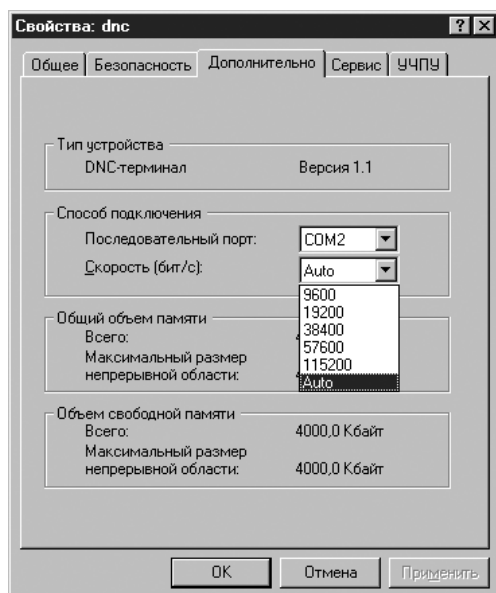 Свойства: dnc
Общее Безопасность Дополнительно Сервис УЧПУ
Тип устройства
DNC-терминал Версия 1.1
Способ подключения
Последовательный порт: COM2
Скорость (бит/с): Auto
9600
19200
38400
57600
115200
Auto
Общий объем памяти
Всего:
Максимальный размер
непрерывной области:
Объем свободной памяти
Всего: 4000,0 Кбайт
Максимальный размер
непрерывной области: 4000,0 Кбайт
OK Отмена Применить